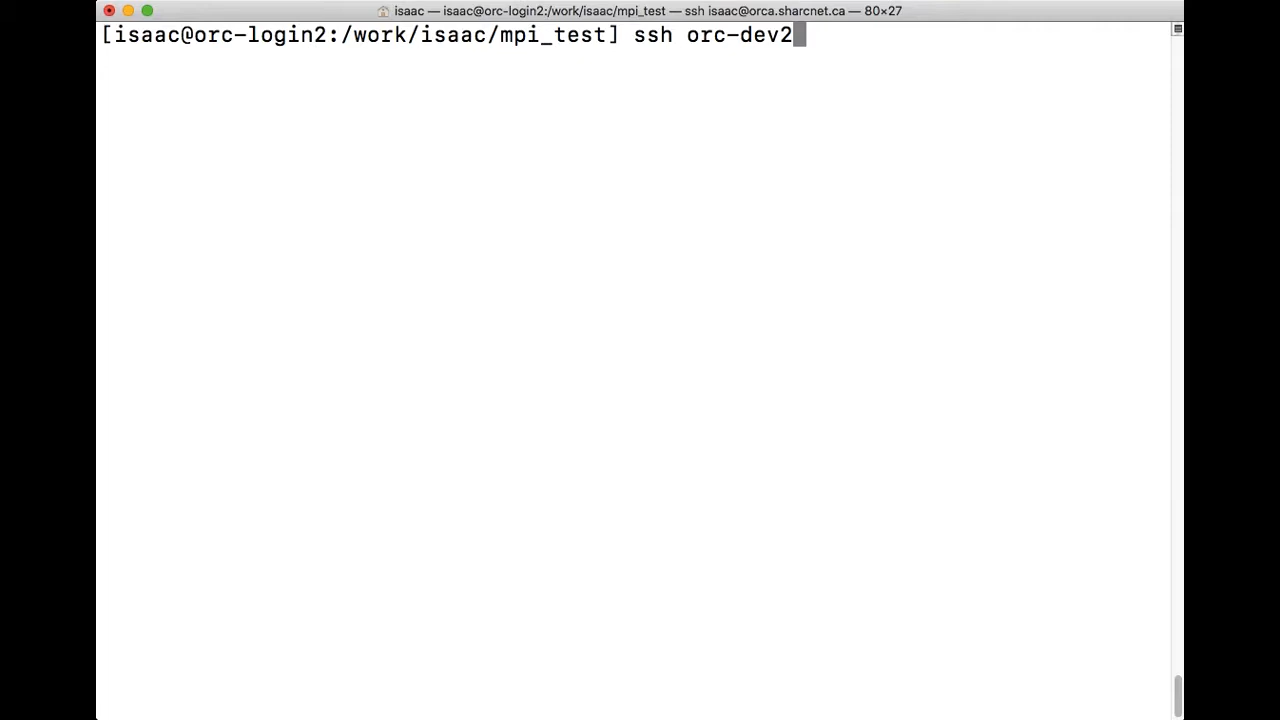 isaac — isaac@orc-login2:/work/isaac/mpi_test — ssh isaac@orca.sharcnet.ca — 80×27
[isaac@orc-login2:/work/isaac/mpi_test] ssh orc-dev2